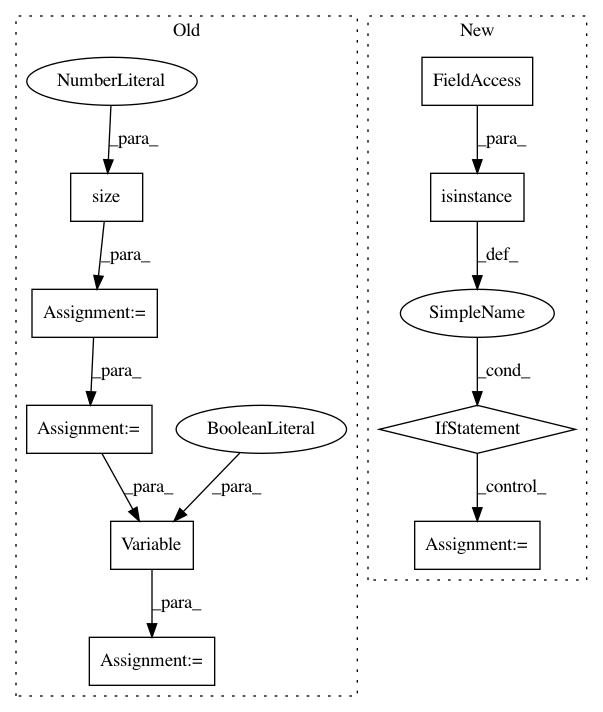 Old
New
NumberLiteral
FieldAccess
_para_
_para_
size
isinstance
_para_
_def_
Assignment:=
SimpleName
_para_
_cond_
Assignment:=
BooleanLiteral
IfStatement
_para_
_para_
_control_
Variable
Assignment:=
_para_
Assignment:=